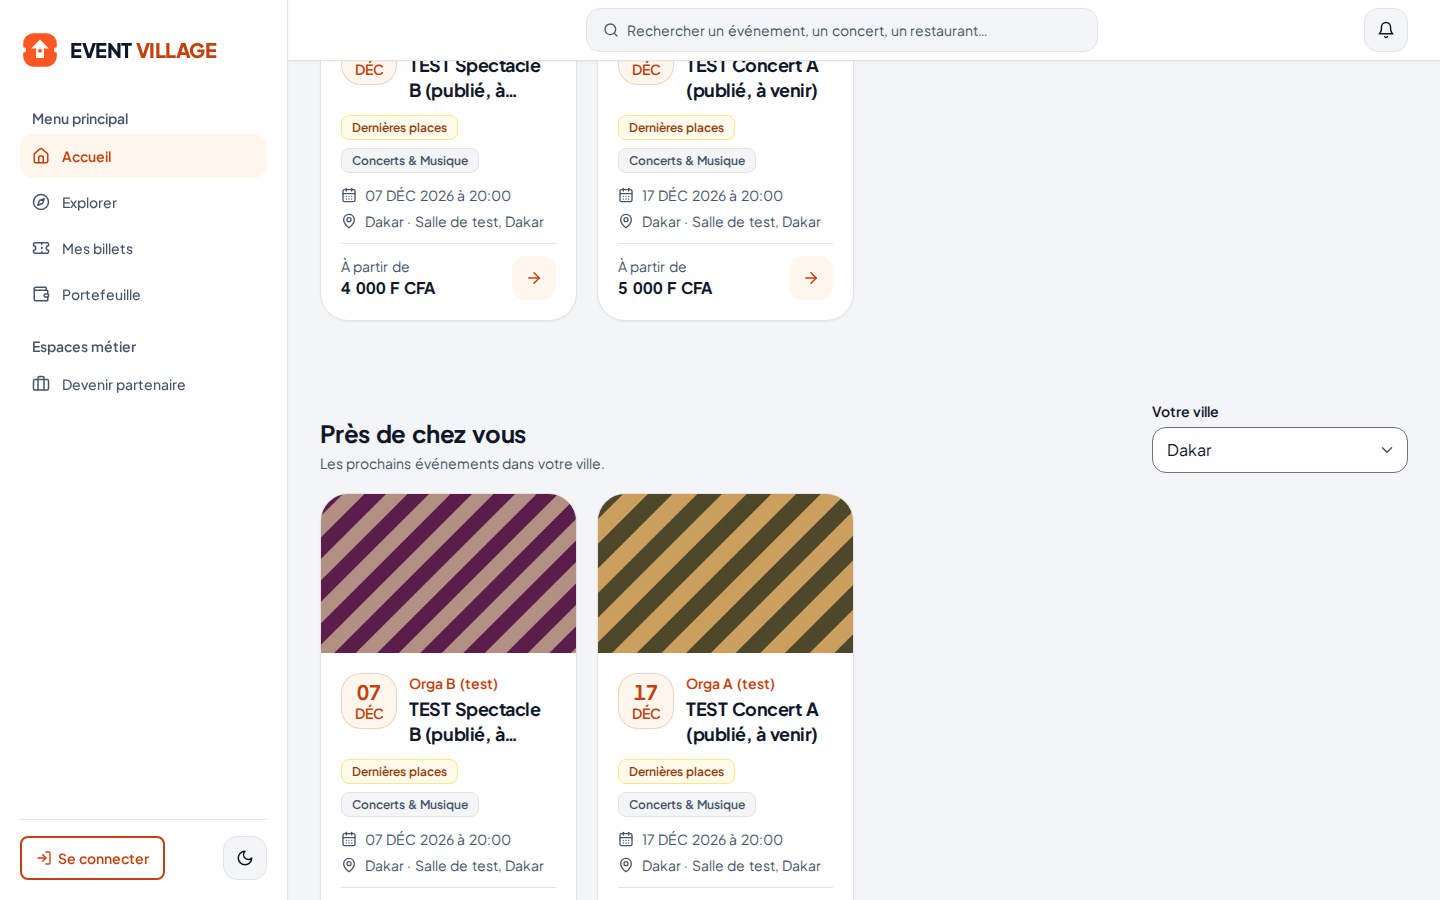 EVENT VILLAGE
Menu principal
Accueil
Explorer
Mes billets
Portefeuille
Espaces métier
Devenir partenaire
Se connecter
Rechercher un événement, un concert, un restaurant...
DÉC
TEST Spectacle
B (publié, à...
Dernières places
Concerts & Musique
07 DÉC 2026 à 20:00
Dakar · Salle de test, Dakar
À partir de
4 000 F CFA
DÉC
TEST Concert A
(publié, à venir)
Dernières places
Concerts & Musique
17 DÉC 2026 à 20:00
Dakar · Salle de test, Dakar
À partir de
5 000 F CFA
Près de chez vous
Les prochains événements dans votre ville.
Votre ville
Dakar
07
DÉC
Orga B (test)
TEST Spectacle
B (publié, à...
Dernières places
Concerts & Musique
07 DÉC 2026 à 20:00
Dakar · Salle de test, Dakar
17
DÉC
Orga A (test)
TEST Concert A
(publié, à venir)
Dernières places
Concerts & Musique
17 DÉC 2026 à 20:00
Dakar · Salle de test, Dakar